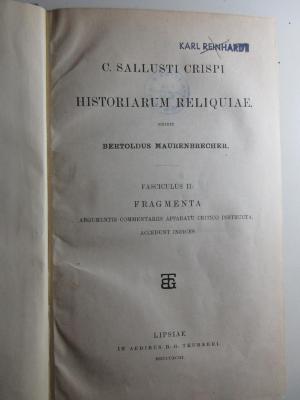 KARL REINHARDT
C. SALLUSTI CRISPI
HISTORIARUM RELIQUIAE.
EDIDIT
BERTOLDUS MAURENBRECHER.
FASCICULUS II:
FRAGMENTA
ARGUMENTIS COMMENTARIIS APPARATU CRITICO INSTRUCTA.
ACCEDUNT INDICES.
LIPSIAE
IN AEDIBUS B. G. TEUBNERI.